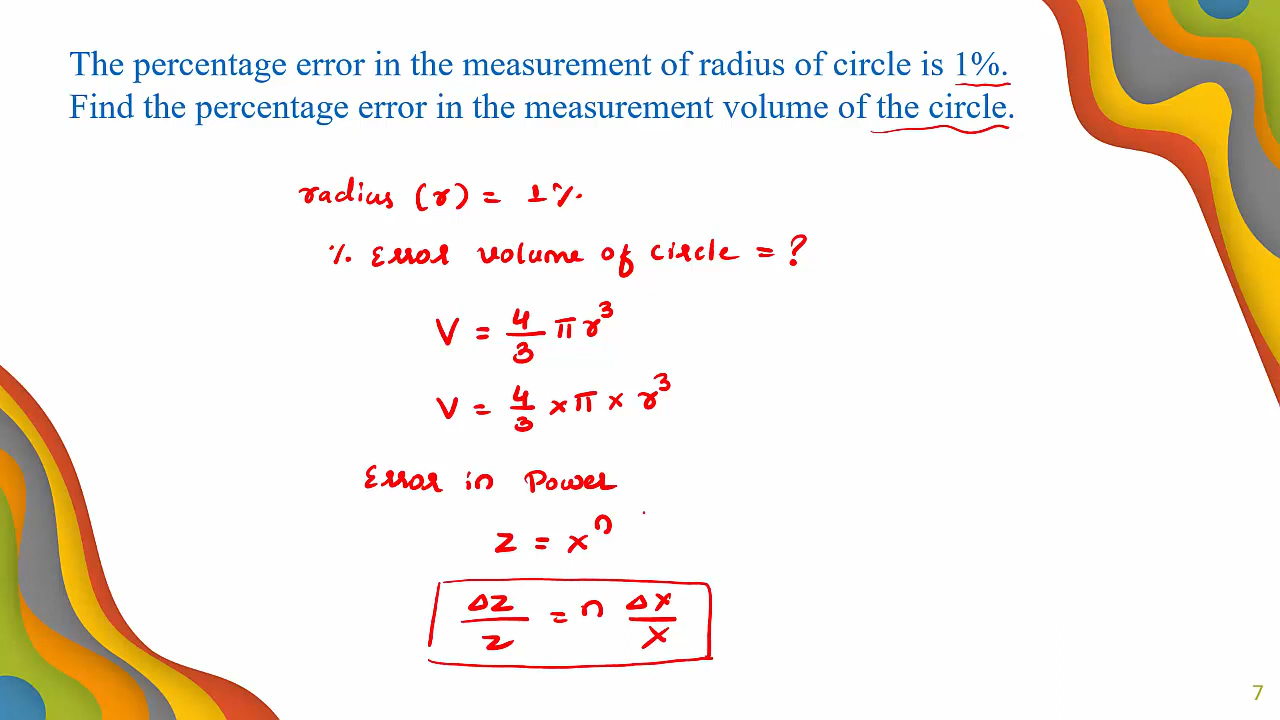 The percentage error in the measurement of radius of circle is 1%.
Find the percentage error in the measurement volume of the circle.
radius (r) = 1%
% Error volume of circle = ?
V = 4/3 π r³
V = 4/3 × π × r³
Error in Power
z = xⁿ
Δz/z = n Δx/x
7